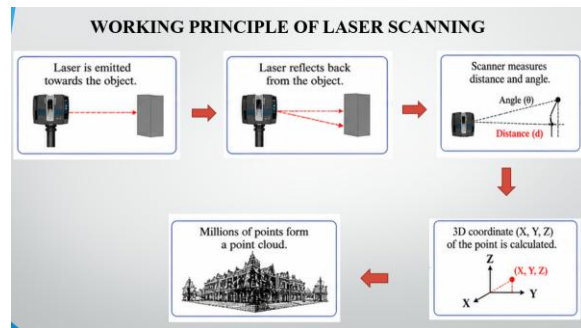 WORKING PRINCIPLE OF LASER SCANNING
Laser is emitted
towards the object.
Laser reflects back
from the object.
Scanner measures
distance and angle.
Angle (θ)
Distance (d)
3D coordinate (X, Y, Z)
of the point is calculated.
Z
(X, Y, Z)
X
Y
Millions of points form
a point cloud.